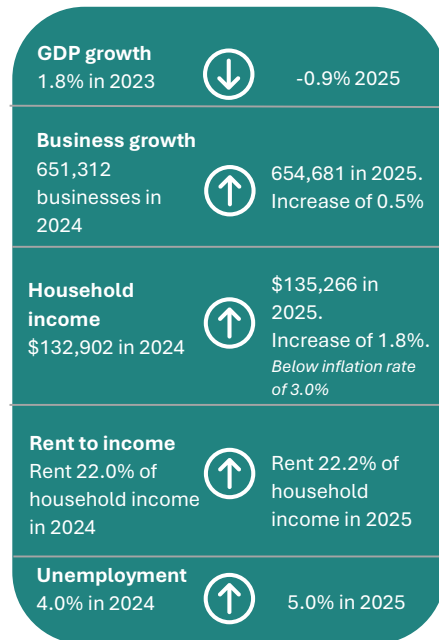 GDP growth
1.8% in 2023
-0.9% 2025
Business growth
651,312
businesses in
2024
654,681 in 2025.
Increase of 0.5%
Household
income
$132,902 in 2024
$135,266 in
2025.
Increase of 1.8%.
Below inflation rate
of 3.0%
Rent to income
Rent 22.0% of
household income
in 2024
Rent 22.2% of
household
income in 2025
Unemployment
4.0% in 2024
5.0% in 2025